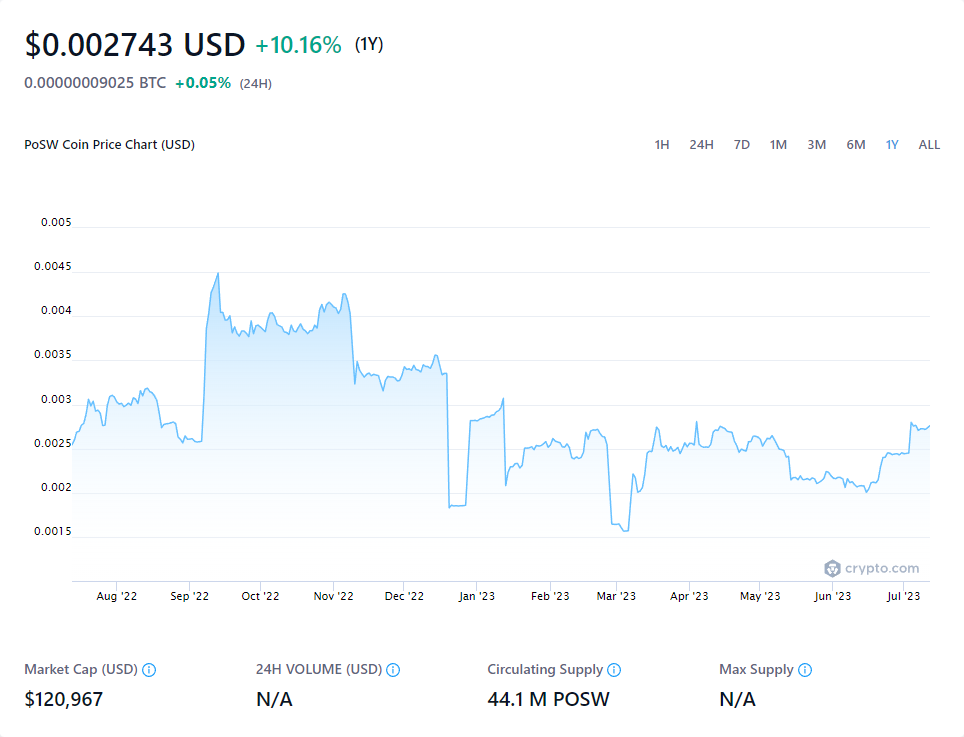 $0.002743 USD +10.16% (1Y)
0.00000009025 BTC +0.05% (24H)
PoSW Coin Price Chart (USD) 1H 24H 7D 1M 3M 6M 1Y ALL
0.005
0.0045
0.004
0.0035
0.003
0.0025
0.002
0.0015
crypto.com
Aug '22 Sep '22 Oct '22 Nov '22 Dec '22 Jan '23 Feb '23 Mar '23 Apr '23 May '23 Jun '23 Jul '23
Market Cap (USD) 24H VOLUME (USD) Circulating Supply Max Supply
$120,967 N/A 44.1 M POSW N/A